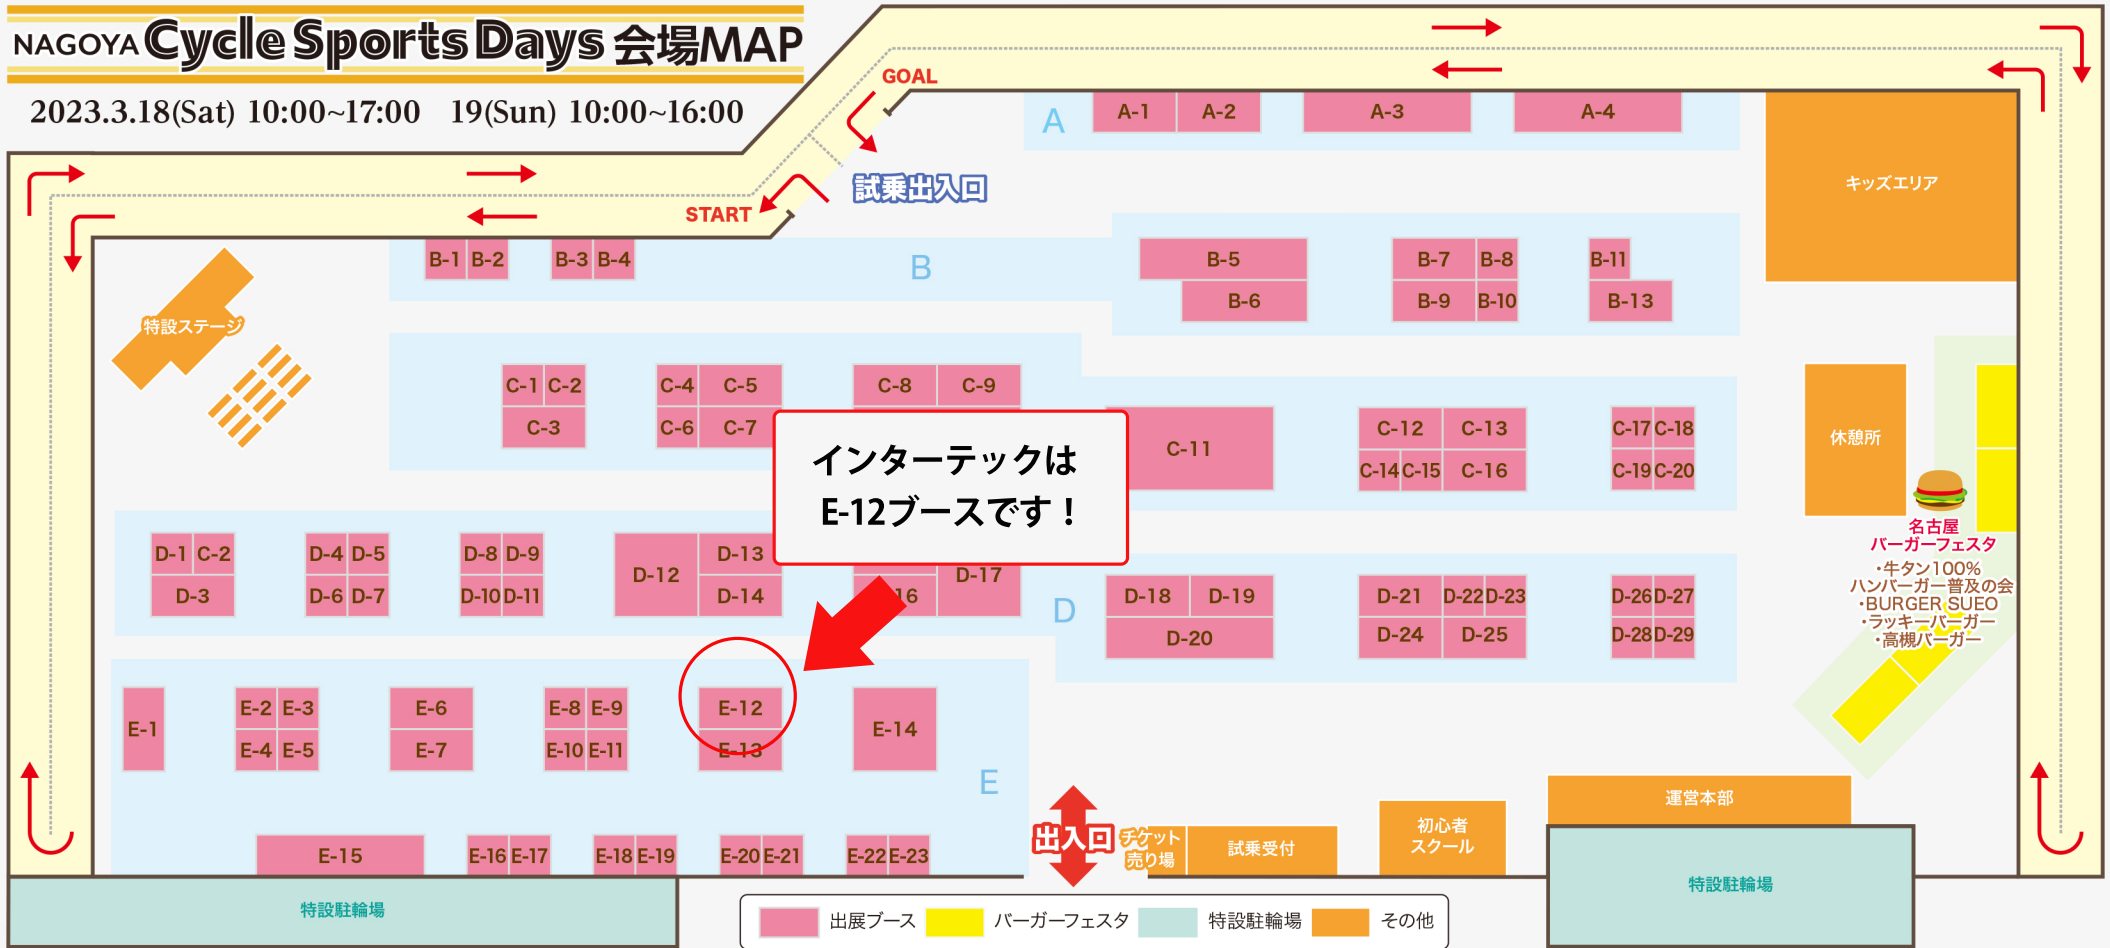 NAGOYA Cycle Sports Days 会場MAP
2023.3.18(Sat) 10:00~17:00 19(Sun) 10:00~16:00
GOAL
START
試乗出入口
A
A-1 A-2 A-3 A-4
キッズエリア
特設ステージ
B
B-1 B-2 B-3 B-4
B-5 B-7 B-8 B-11
B-6 B-9 B-10 B-13
C-1 C-2 C-4 C-5 C-8 C-9
C-3 C-6 C-7
C-11
C-12 C-13 C-17 C-18
C-14 C-15 C-16 C-19 C-20
休憩所
インターテックは
E-12ブースです！
名古屋
バーガーフェスタ
・牛タン100%
ハンバーガー普及の会
・BURGER SUEO
・ラッキーバーガー
・高槻バーガー
D-1 C-2 D-4 D-5 D-8 D-9 D-12 D-13 D-17
D-3 D-6 D-7 D-10 D-11 D-14 16
D
D-18 D-19 D-21 D-22 D-23 D-26 D-27
D-20 D-24 D-25 D-28 D-29
E-1 E-2 E-3 E-6 E-8 E-9 E-12 E-14
E-4 E-5 E-7 E-10 E-11 E-13
E
E-15 E-16 E-17 E-18 E-19 E-20 E-21 E-22 E-23
出入口
チケット
売り場
試乗受付
初心者
スクール
運営本部
特設駐輪場
特設駐輪場
出展ブース バーガーフェスタ 特設駐輪場 その他